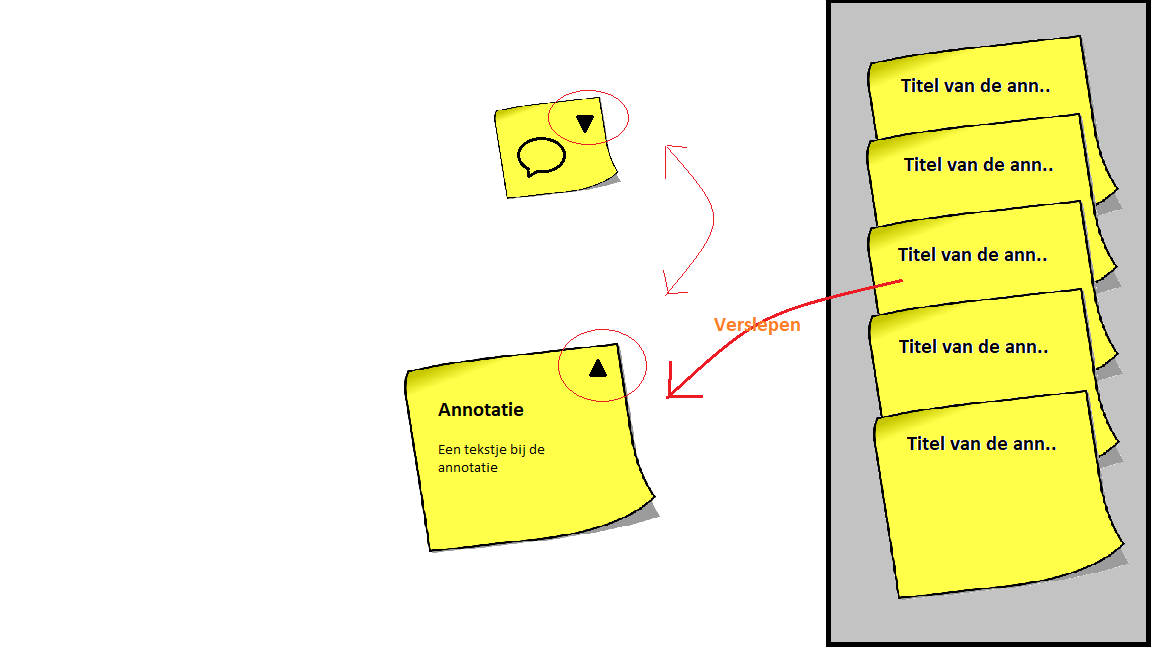 Titel van de ann..
Titel van de ann..
Titel van de ann..
Verslepen
Titel van de ann..
Annotatie
Een tekstje bij de
annotatie
Titel van de ann..